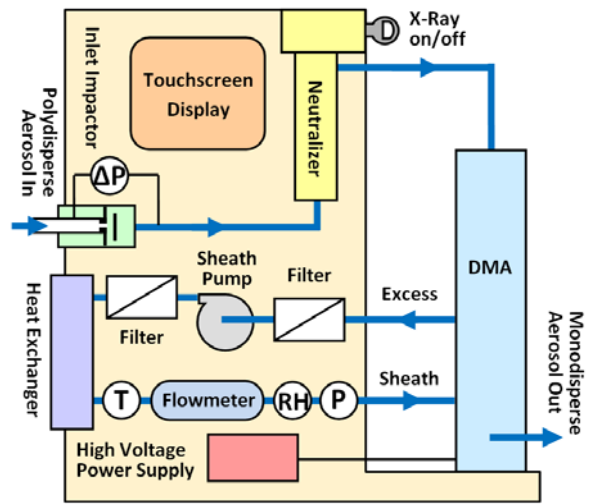 X-Ray
on/off
Inlet Impactor
Touchscreen
Display
Neutralizer
Polydisperse
Aerosol In
ΔP
DMA
Sheath
Pump
Filter
Excess
Filter
Heat Exchanger
Monodisperse
Aerosol Out
T
Flowmeter
RH
P
Sheath
High Voltage
Power Supply